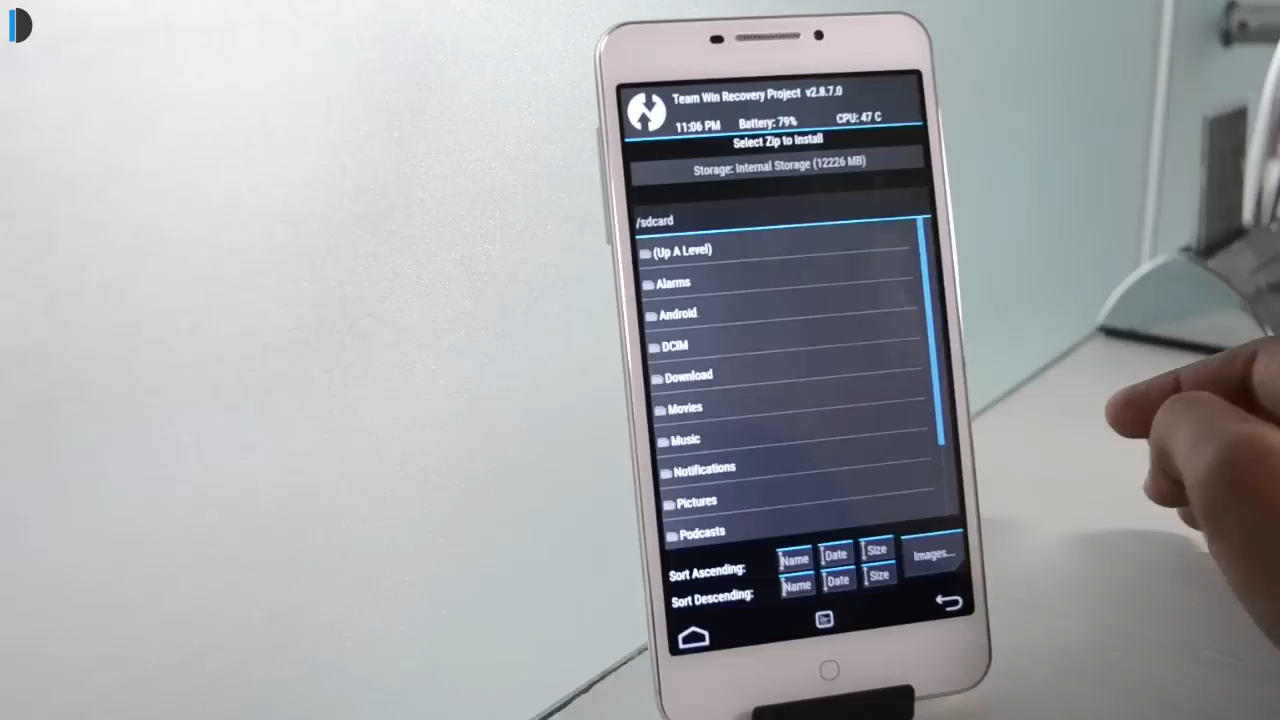 Team Win Recovery Project v2.8.7.0
11:06 PM Battery: 79% CPU: 47 C
Select Zip to Install
Storage: Internal Storage (12226 MB)
/sdcard
(Up A Level)
Alarms
Android
DCIM
Download
Movies
Music
Notifications
Pictures
Podcasts
Sort Ascending: Name Date Size Images...
Sort Descending: Name Date Size